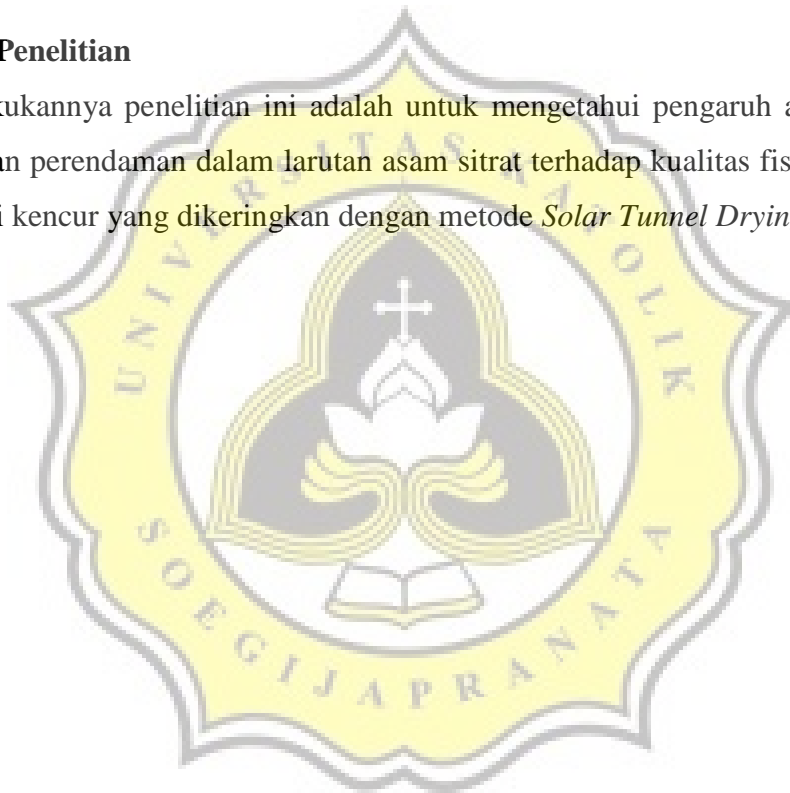 Penelitian
kukannya penelitian ini adalah untuk mengetahui pengaruh a
an perendaman dalam larutan asam sitrat terhadap kualitas fis
i kencur yang dikeringkan dengan metode Solar Tunnel Dryin
UNIVERSITAS KATOLIK
SOEGIJAPRANATA